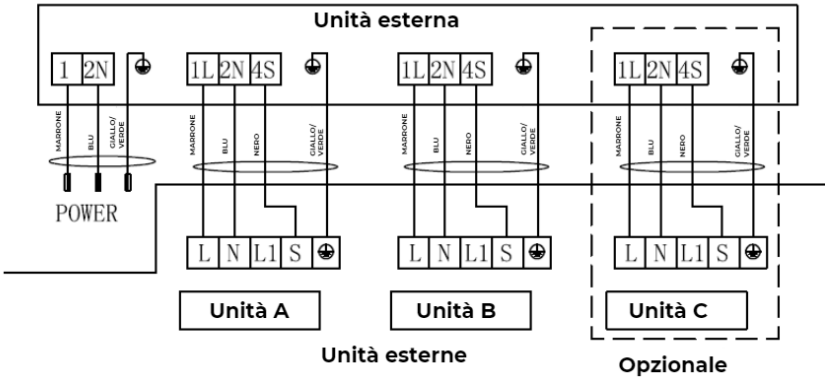 Unità esterna
1 2N
1L 2N 4S
1L 2N 4S
1L 2N 4S
MARRONE
BLU
GIALLO/
VERDE
MARRONE
BLU
NERO
GIALLO/
VERDE
MARRONE
BLU
NERO
GIALLO/
VERDE
MARRONE
BLU
NERO
GIALLO/
VERDE
POWER
L N L1 S
L N L1 S
L N L1 S
Unità A
Unità B
Unità C
Unità esterne
Opzionale